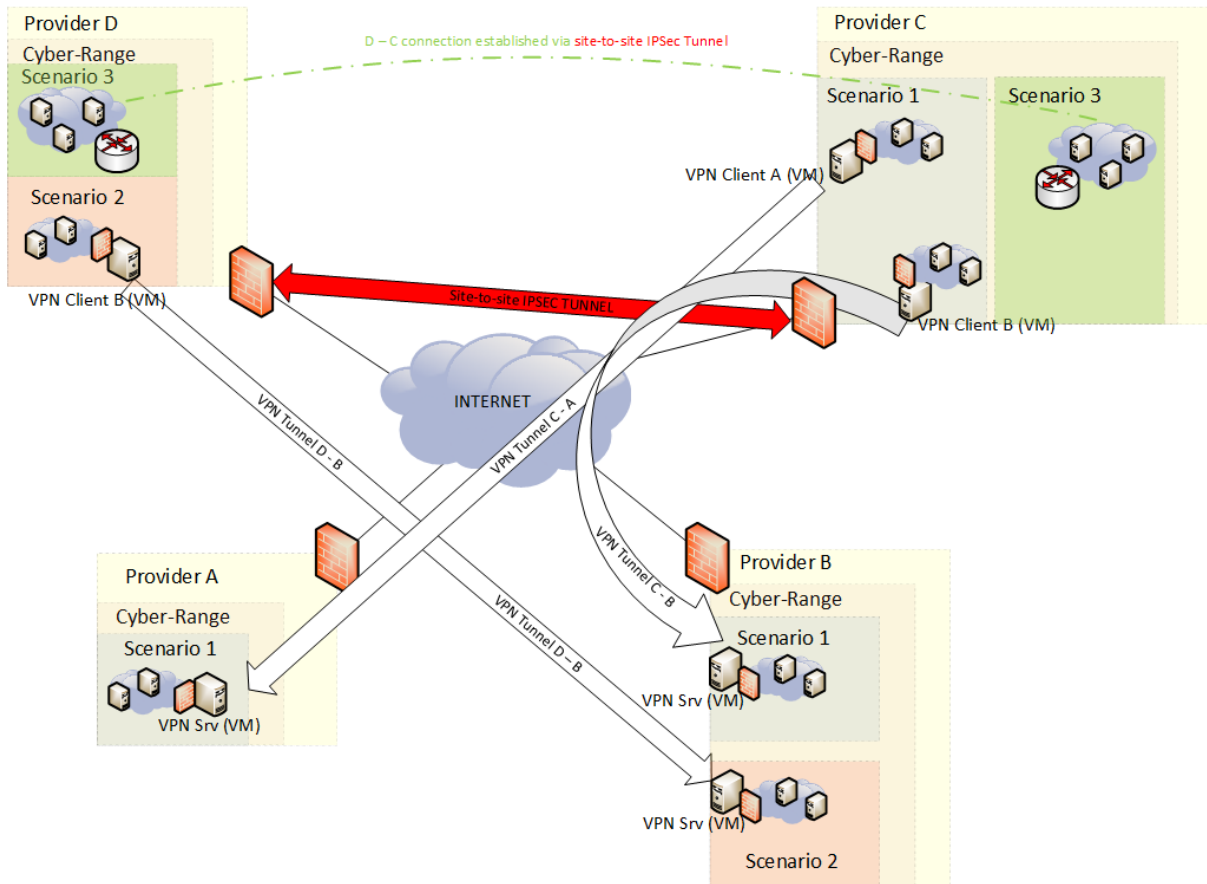 Provider D
Cyber-Range
Scenario 3
Scenario 2
VPN Client B (VM)
D – C connection established via site-to-site IPSec Tunnel
Provider C
Cyber-Range
Scenario 1
Scenario 3
VPN Client A (VM)
VPN Client B (VM)
Site-to-site IPSEC TUNNEL
INTERNET
VPN Tunnel D - B
VPN Tunnel C - A
VPN Tunnel C - B
VPN Tunnel D – B
Provider A
Cyber-Range
Scenario 1
VPN Srv (VM)
Provider B
Cyber-Range
Scenario 1
VPN Srv (VM)
VPN Srv (VM)
Scenario 2